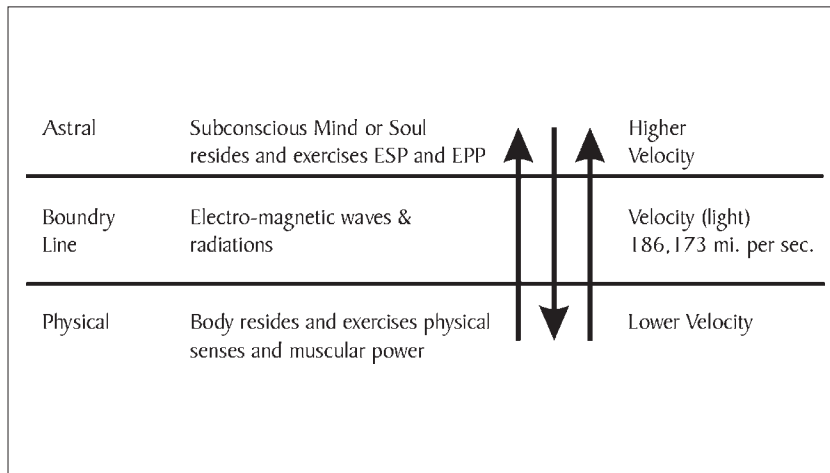 Astral
Subconscious Mind or Soul
resides and exercises ESP and EPP
Higher
Velocity
Boundry
Line
Electro-magnetic waves &
radiations
Velocity (light)
186,173 mi. per sec.
Physical
Body resides and exercises physical
senses and muscular power
Lower Velocity